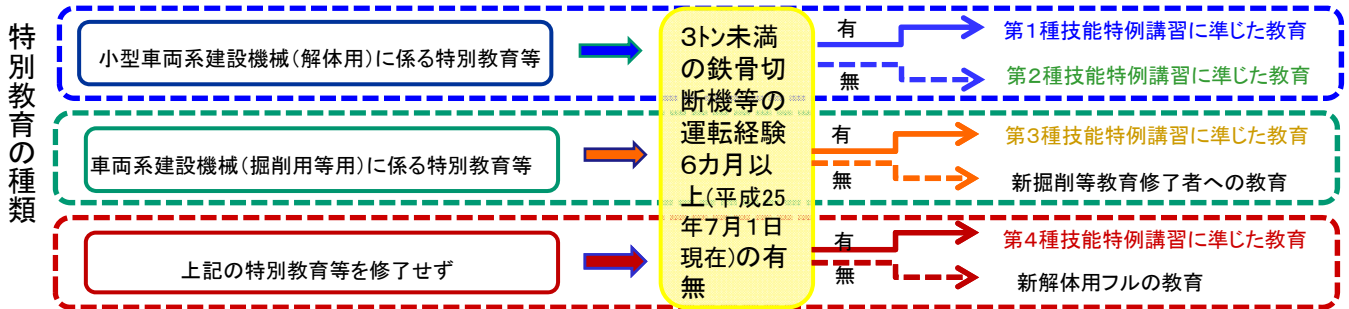 特別教育の種類
小型車両系建設機械(解体用)に係る特別教育等
車両系建設機械(掘削用等用)に係る特別教育等
上記の特別教育等を修了せず
3トン未満
の鉄骨切
断機等の
運転経験
6カ月以
上(平成25
年7月1日
現在)の有
無
有
第1種技能特例講習に準じた教育
無
第2種技能特例講習に準じた教育
有
第3種技能特例講習に準じた教育
無
新掘削等教育修了者への教育
有
第4種技能特例講習に準じた教育
無
新解体用フルの教育